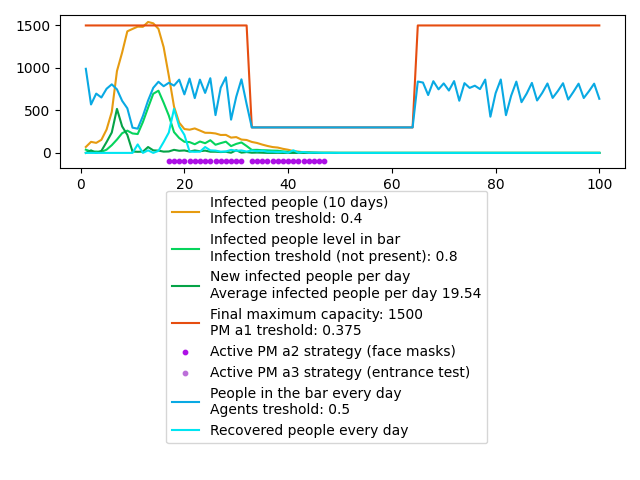 1500
1000
500
0
0 20 40 60 80 100
Infected people (10 days)
Infection treshold: 0.4
Infected people level in bar
Infection treshold (not present): 0.8
New infected people per day
Average infected people per day 19.54
Final maximum capacity: 1500
PM a1 treshold: 0.375
Active PM a2 strategy (face masks)
Active PM a3 strategy (entrance test)
People in the bar every day
Agents treshold: 0.5
Recovered people every day